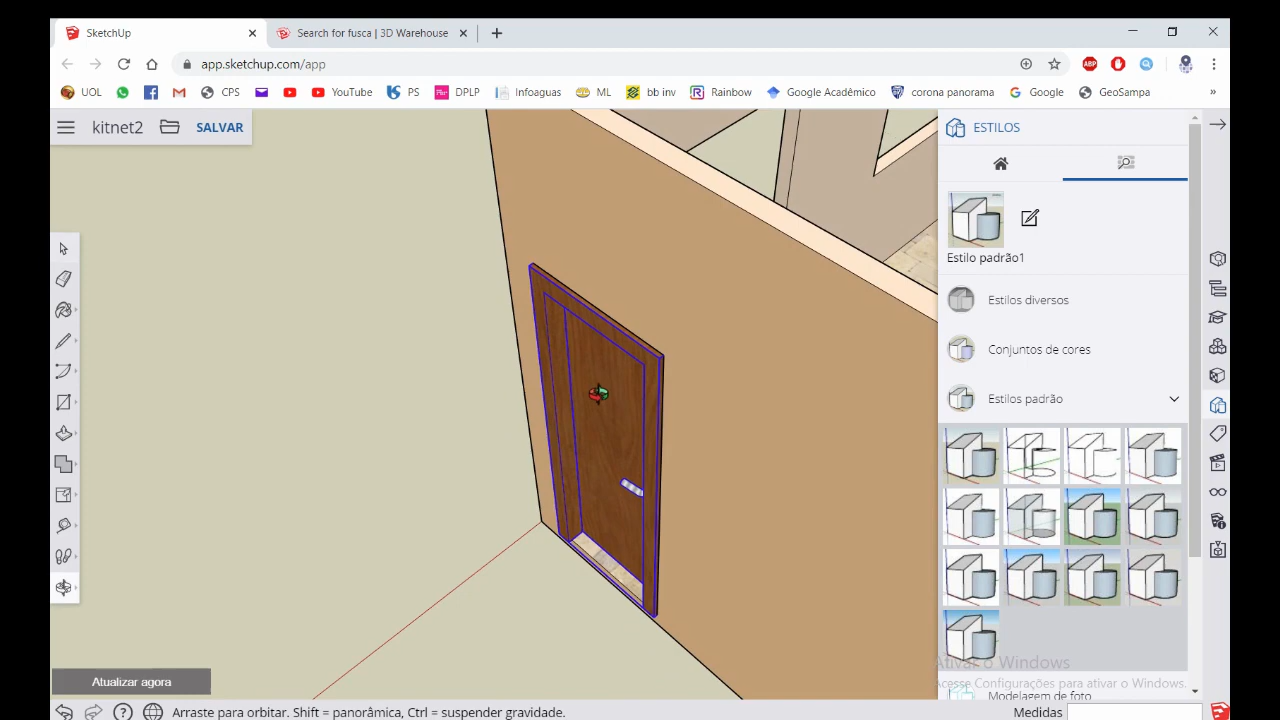 SketchUp
Search for fusca | 3D Warehouse
app.sketchup.com/app
UOL
CPS
YouTube
PS
DPLP
Infoaguas
ML
bb inv
Rainbow
Google Acadêmico
corona panorama
Google
GeoSampa
»
kitnet2
SALVAR
ESTILOS
Estilo padrão1
Estilos diversos
Conjuntos de cores
Estilos padrão
Modelagem de foto
Ativar o Windows
Acesse Configurações para ativar o Windows.
Atualizar agora
Arraste para orbitar. Shift = panorâmica, Ctrl = suspender gravidade.
Medidas